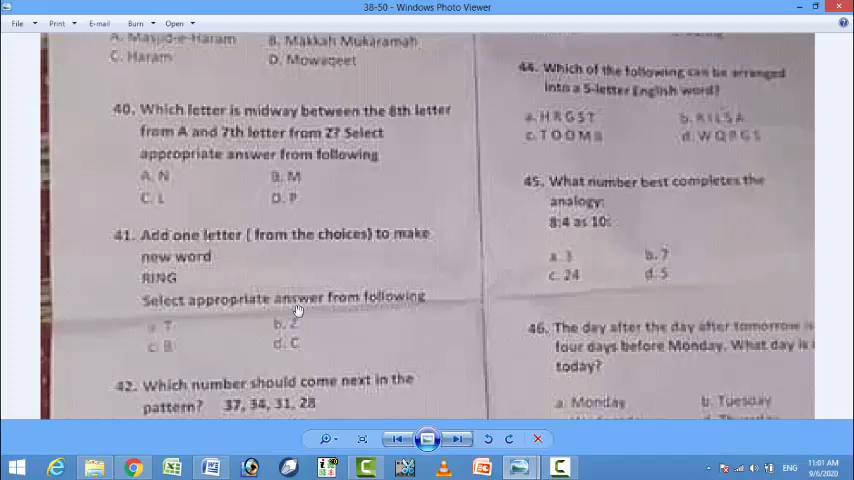 38-50 - Windows Photo Viewer
File Print E-mail Burn Open
A. Masjid-e-Haram B. Makkah Mukaramah
C. Haram D. Mowaqeet
40. Which letter is midway between the 8th letter
from A and 7th letter from Z? Select
appropriate answer from following
A. N B. M
C. L D. P
41. Add one letter ( from the choices) to make
new word
RING
Select appropriate answer from following
a. T b. Z
c. B d. C
42. Which number should come next in the
pattern? 37, 34, 31, 28
44. Which of the following can be arranged
into a 5-letter English word?
a. H R G S T b. R I L S A
c. T O O M B d. W Q R G S
45. What number best completes the
analogy:
8:4 as 10:
a. 3 b. 7
c. 24 d. 5
46. The day after the day after tomorrow is
four days before Monday. What day is
today?
a. Monday b. Tuesday
ENG
11:01 AM
9/6/2020